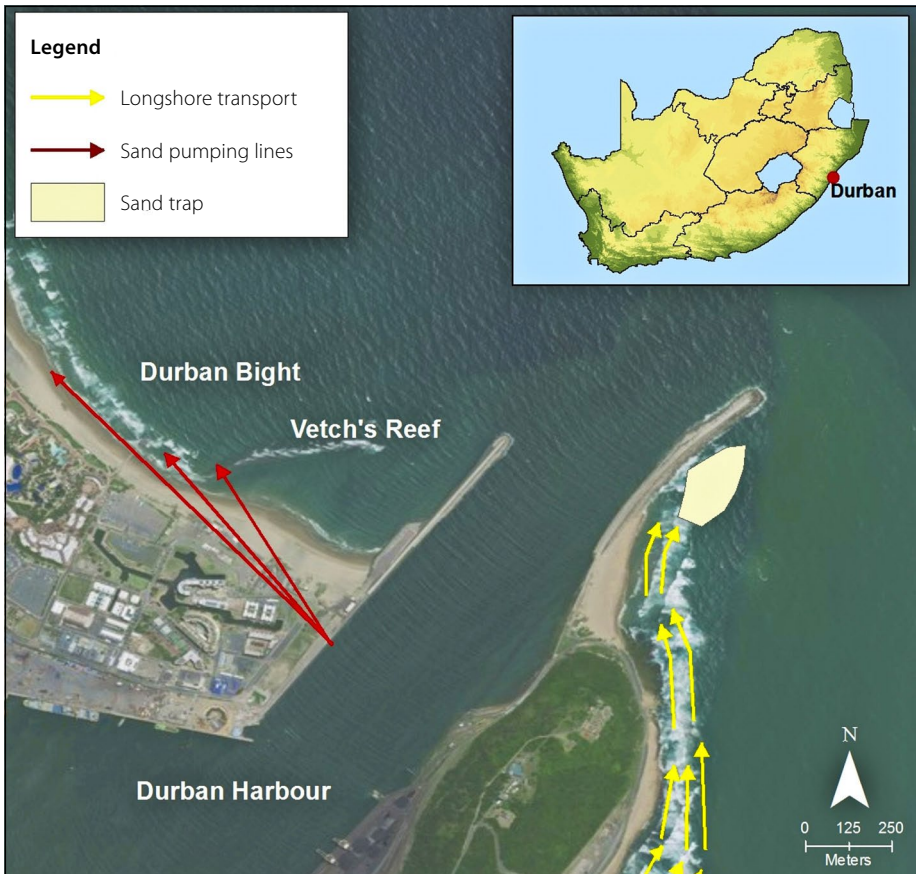 Legend
Longshore transport
Sand pumping lines
Sand trap
Durban
Durban Bight
Vetch's Reef
Durban Harbour
N
0 125 250
Meters